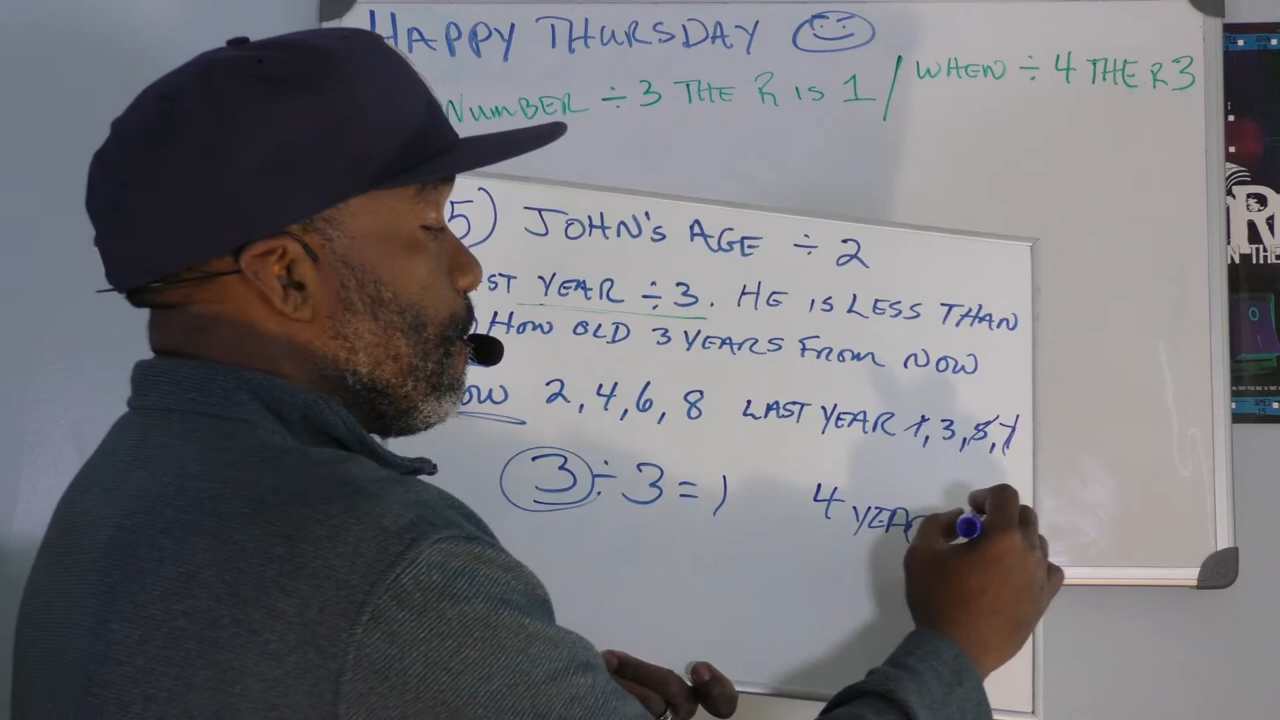 HAPPY THURSDAY
NUMBER ÷ 3 THE R IS 1 / WHEN ÷ 4 THE R 3
5) JOHN'S AGE ÷ 2
ST YEAR ÷ 3. HE IS LESS THAN
HOW OLD 3 YEARS FROM NOW
OW 2, 4, 6, 8 LAST YEAR 1, 3, 5, 7
3 ÷ 3 = 1 4 YEA